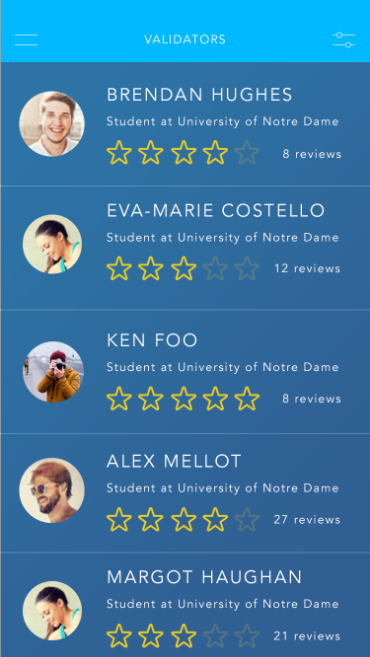 VALIDATORS
BRENDAN HUGHES
Student at University of Notre Dame
8 reviews
EVA-MARIE COSTELLO
Student at University of Notre Dame
12 reviews
KEN FOO
Student at University of Notre Dame
8 reviews
ALEX MELLOT
Student at University of Notre Dame
27 reviews
MARGOT HAUGHAN
Student at University of Notre Dame
21 reviews